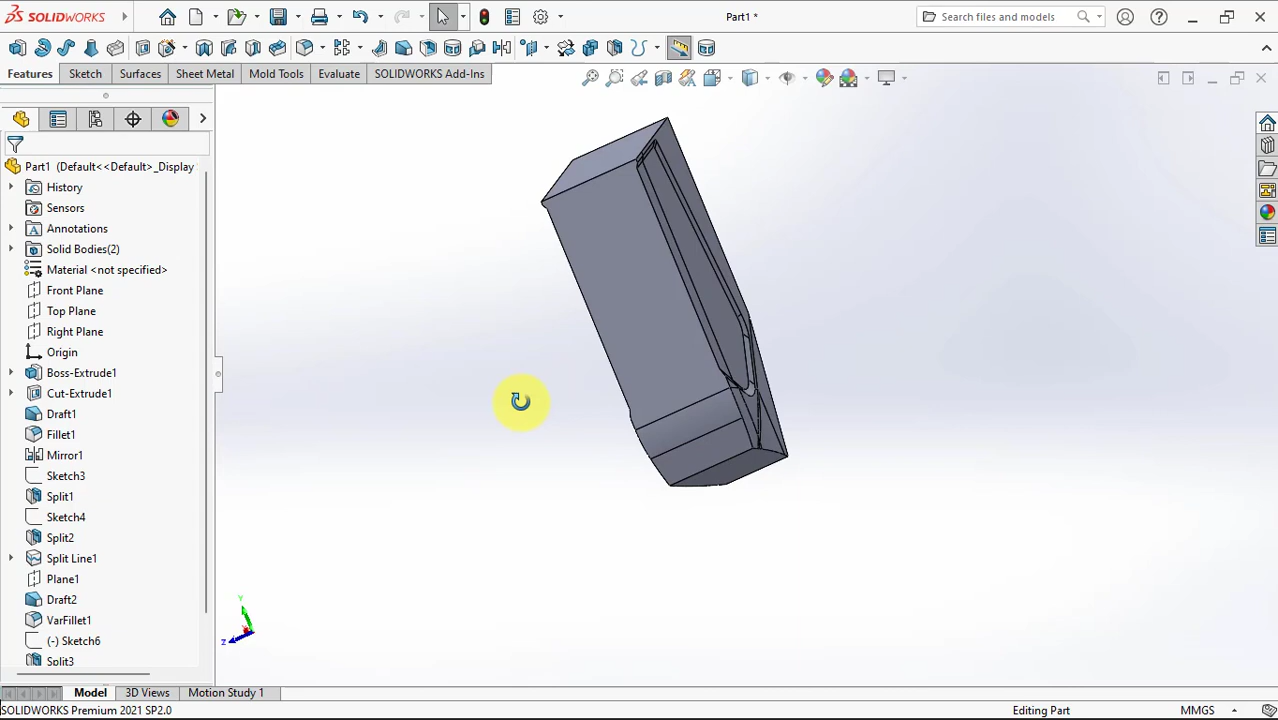 SOLIDWORKS
Part1 *
Search files and models
Features
Sketch
Surfaces
Sheet Metal
Mold Tools
Evaluate
SOLIDWORKS Add-Ins
Part1 (Default<<Default>_Display
History
Sensors
Annotations
Solid Bodies(2)
Material <not specified>
Front Plane
Top Plane
Right Plane
Origin
Boss-Extrude1
Cut-Extrude1
Draft1
Fillet1
Mirror1
Sketch3
Split1
Sketch4
Split2
Split Line1
Plane1
Draft2
VarFillet1
(-) Sketch6
Split3
Y
Z
Model
3D Views
Motion Study 1
SOLIDWORKS Premium 2021 SP2.0
Editing Part
MMGS